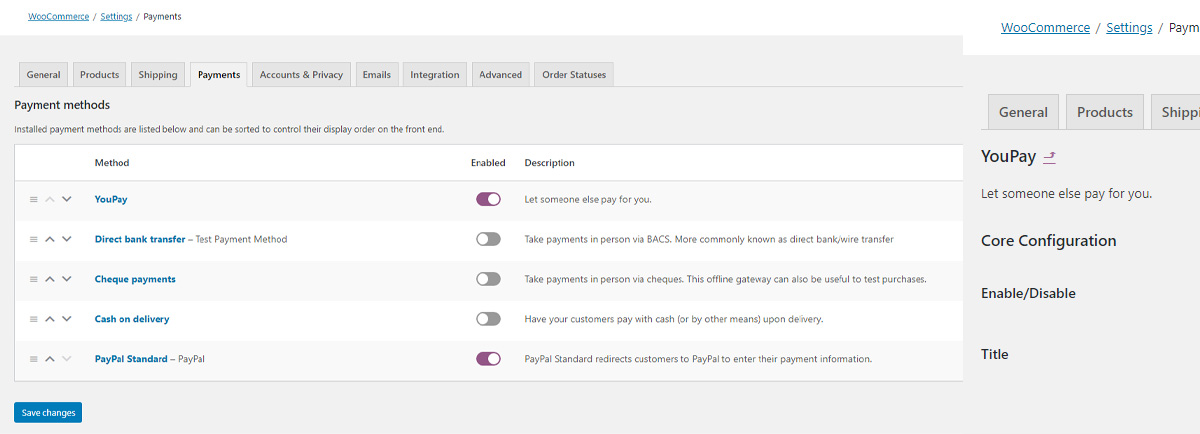 WooCommerce / Settings / Payments
General Products Shipping Payments Accounts & Privacy Emails Integration Advanced Order Statuses
Payment methods
Installed payment methods are listed below and can be sorted to control their display order on the front end.
Method Enabled Description
YouPay Let someone else pay for you.
Direct bank transfer – Test Payment Method Take payments in person via BACS. More commonly known as direct bank/wire transfer
Cheque payments Take payments in person via cheques. This offline gateway can also be useful to test purchases.
Cash on delivery Have your customers pay with cash (or by other means) upon delivery.
PayPal Standard – PayPal PayPal Standard redirects customers to PayPal to enter their payment information.
Save changes
WooCommerce / Settings / Paym
General Products Shippi
YouPay
Let someone else pay for you.
Core Configuration
Enable/Disable
Title